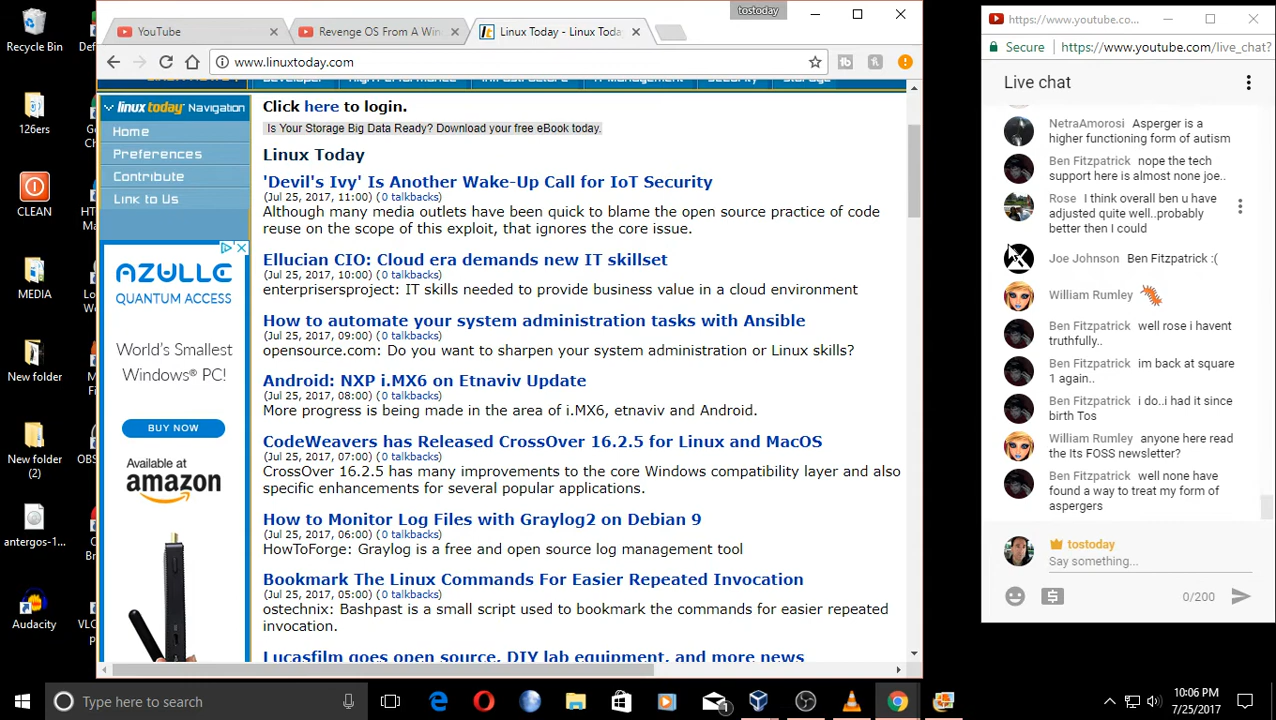 tostoday
YouTube
Revenge OS From A Win
Linux Today - Linux Toda
www.linuxtoday.com
Developer High Performance Infrastructure IT Management Security Storage
linux today Navigation
Home
Preferences
Contribute
Link to Us
AZULLE
QUANTUM ACCESS
World's Smallest
Windows® PC!
BUY NOW
Available at
amazon
Click here to login.
Is Your Storage Big Data Ready? Download your free eBook today.
Linux Today
'Devil's Ivy' Is Another Wake-Up Call for IoT Security
(Jul 25, 2017, 11:00) (0 talkbacks)
Although many media outlets have been quick to blame the open source practice of code
reuse on the scope of this exploit, that ignores the core issue.
Ellucian CIO: Cloud era demands new IT skillset
(Jul 25, 2017, 10:00) (0 talkbacks)
enterprisersproject: IT skills needed to provide business value in a cloud environment
How to automate your system administration tasks with Ansible
(Jul 25, 2017, 09:00) (0 talkbacks)
opensource.com: Do you want to sharpen your system administration or Linux skills?
Android: NXP i.MX6 on Etnaviv Update
(Jul 25, 2017, 08:00) (0 talkbacks)
More progress is being made in the area of i.MX6, etnaviv and Android.
CodeWeavers has Released CrossOver 16.2.5 for Linux and MacOS
(Jul 25, 2017, 07:00) (0 talkbacks)
CrossOver 16.2.5 has many improvements to the core Windows compatibility layer and also
specific enhancements for several popular applications.
How to Monitor Log Files with Graylog2 on Debian 9
(Jul 25, 2017, 06:00) (0 talkbacks)
HowToForge: Graylog is a free and open source log management tool
Bookmark The Linux Commands For Easier Repeated Invocation
(Jul 25, 2017, 05:00) (0 talkbacks)
ostechnix: Bashpast is a small script used to bookmark the commands for easier repeated
invocation.
Lucasfilm goes open source, DIY lab equipment, and more news
https://www.youtube.co...
Secure https://www.youtube.com/live_chat?
Live chat
NetraAmorosi Asperger is a
higher functioning form of autism
Ben Fitzpatrick nope the tech
support here is almost none joe..
Rose I think overall ben u have
adjusted quite well..probably
better then I could
Joe Johnson Ben Fitzpatrick :(
William Rumley
Ben Fitzpatrick well rose i havent
truthfully..
Ben Fitzpatrick im back at square
1 again..
Ben Fitzpatrick i do..i had it since
birth Tos
William Rumley anyone here read
the Its FOSS newsletter?
Ben Fitzpatrick well none have
found a way to treat my form of
aspergers
tostoday
Say something...
0/200
Recycle Bin
126ers
CLEAN
MEDIA
New folder
New folder
(2)
antergos-1...
Audacity
Type here to search
1
10:06 PM
7/25/2017